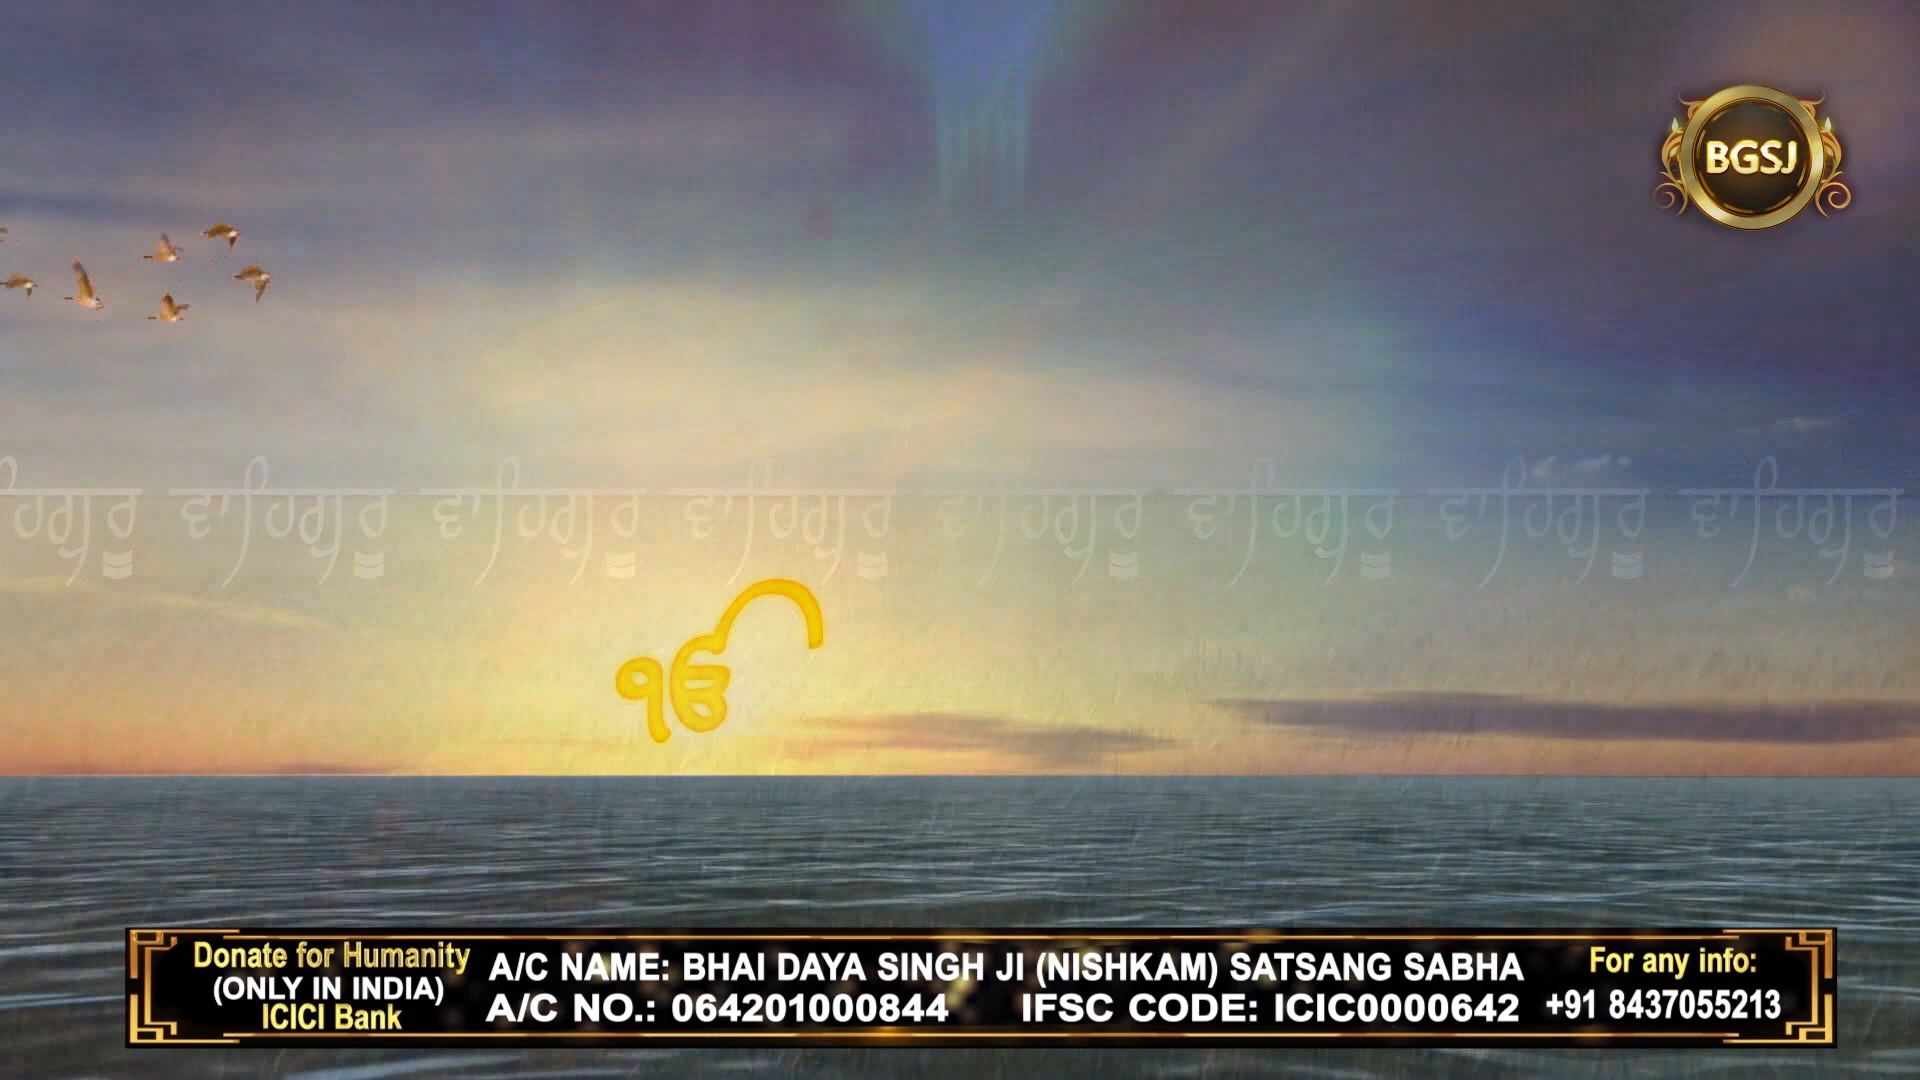 BGSJ
ਵਾਹਿਗੁਰੂ ਵਾਹਿਗੁਰੂ ਵਾਹਿਗੁਰੂ ਵਾਹਿਗੁਰੂ ਵਾਹਿਗੁਰੂ ਵਾਹਿਗੁਰੂ ਵਾਹਿਗੁਰੂ
ੴ
Donate for Humanity
(ONLY IN INDIA)
ICICI Bank
A/C NAME: BHAI DAYA SINGH JI (NISHKAM) SATSANG SABHA
A/C NO.: 064201000844 IFSC CODE: ICIC0000642
For any info:
+91 8437055213